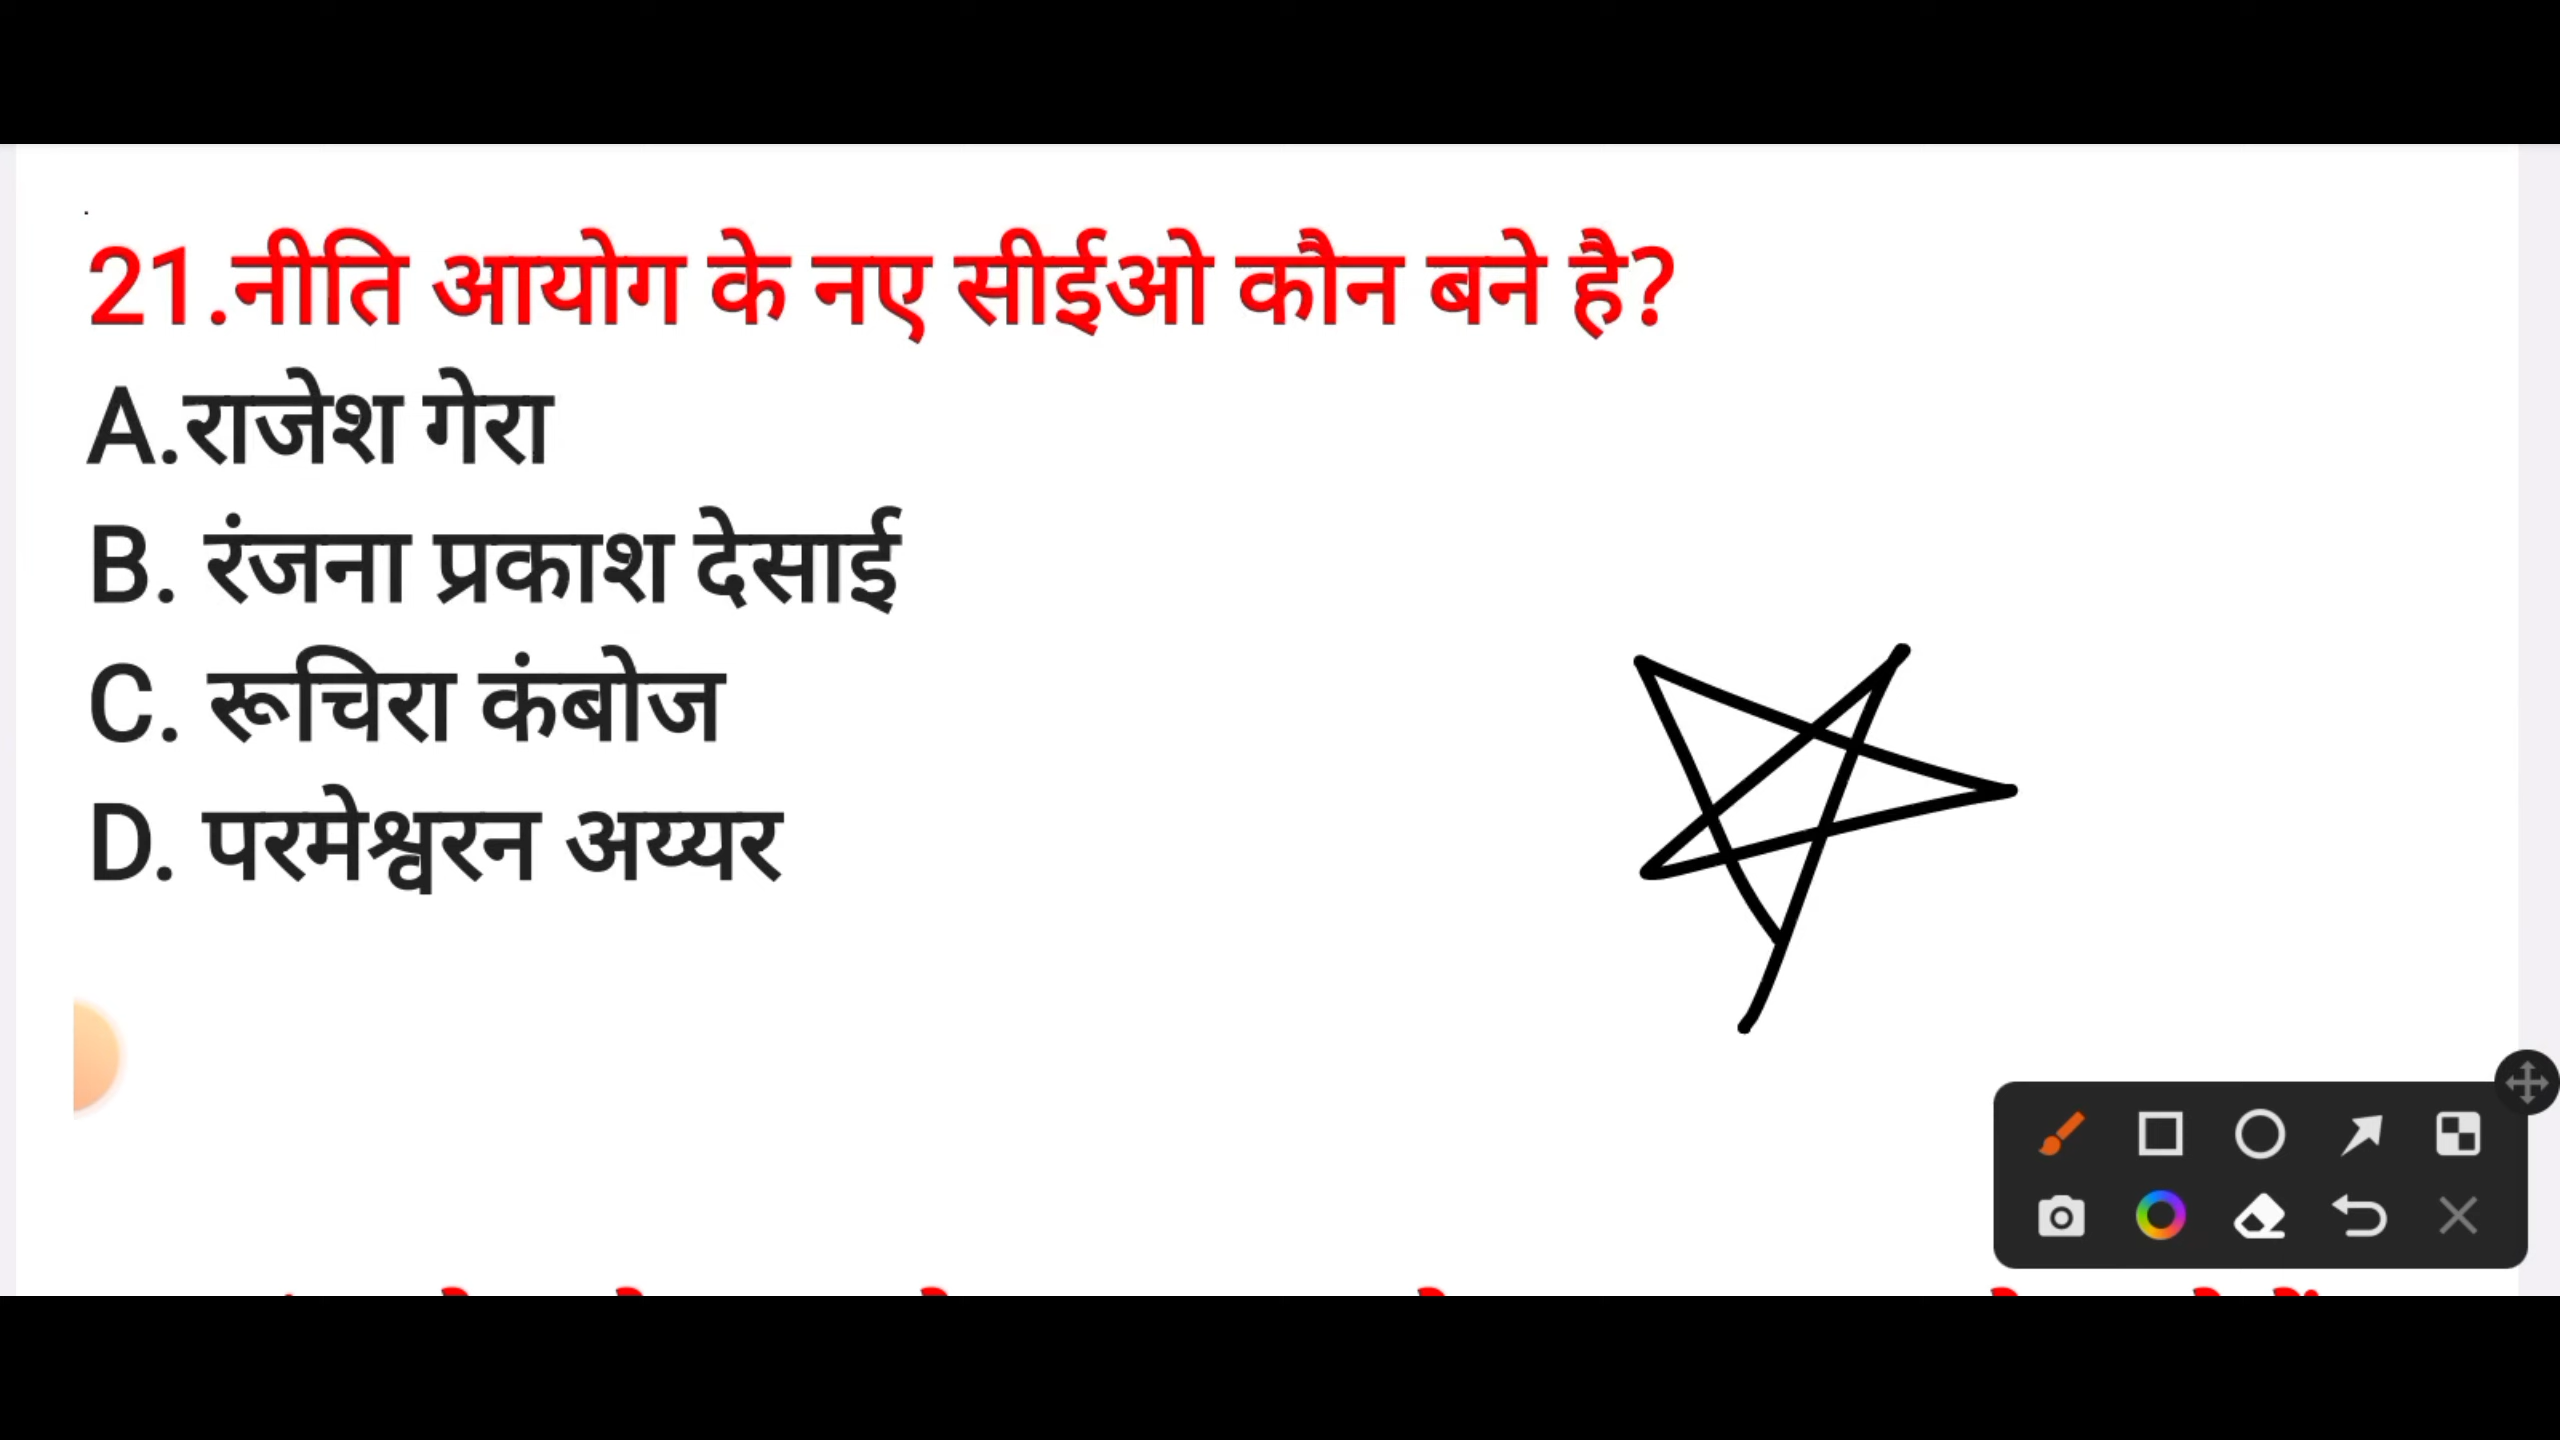 21.नीति आयोग के नए सीईओ कौन बने है?
A.राजेश गेरा
B. रंजना प्रकाश देसाई
C. रूचिरा कंबोज
D. परमेश्वरन अय्यर